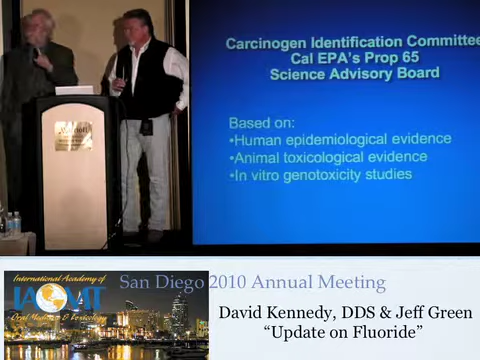 Carcinogen Identification Committee
Cal EPA's Prop 65
Science Advisory Board
Based on:
•Human epidemiological evidence
•Animal toxicological evidence
•In vitro genotoxicity studies
International Academy of
IAOMT
Oral Medicine & Toxicology
San Diego 2010 Annual Meeting
David Kennedy, DDS & Jeff Green
“Update on Fluoride”